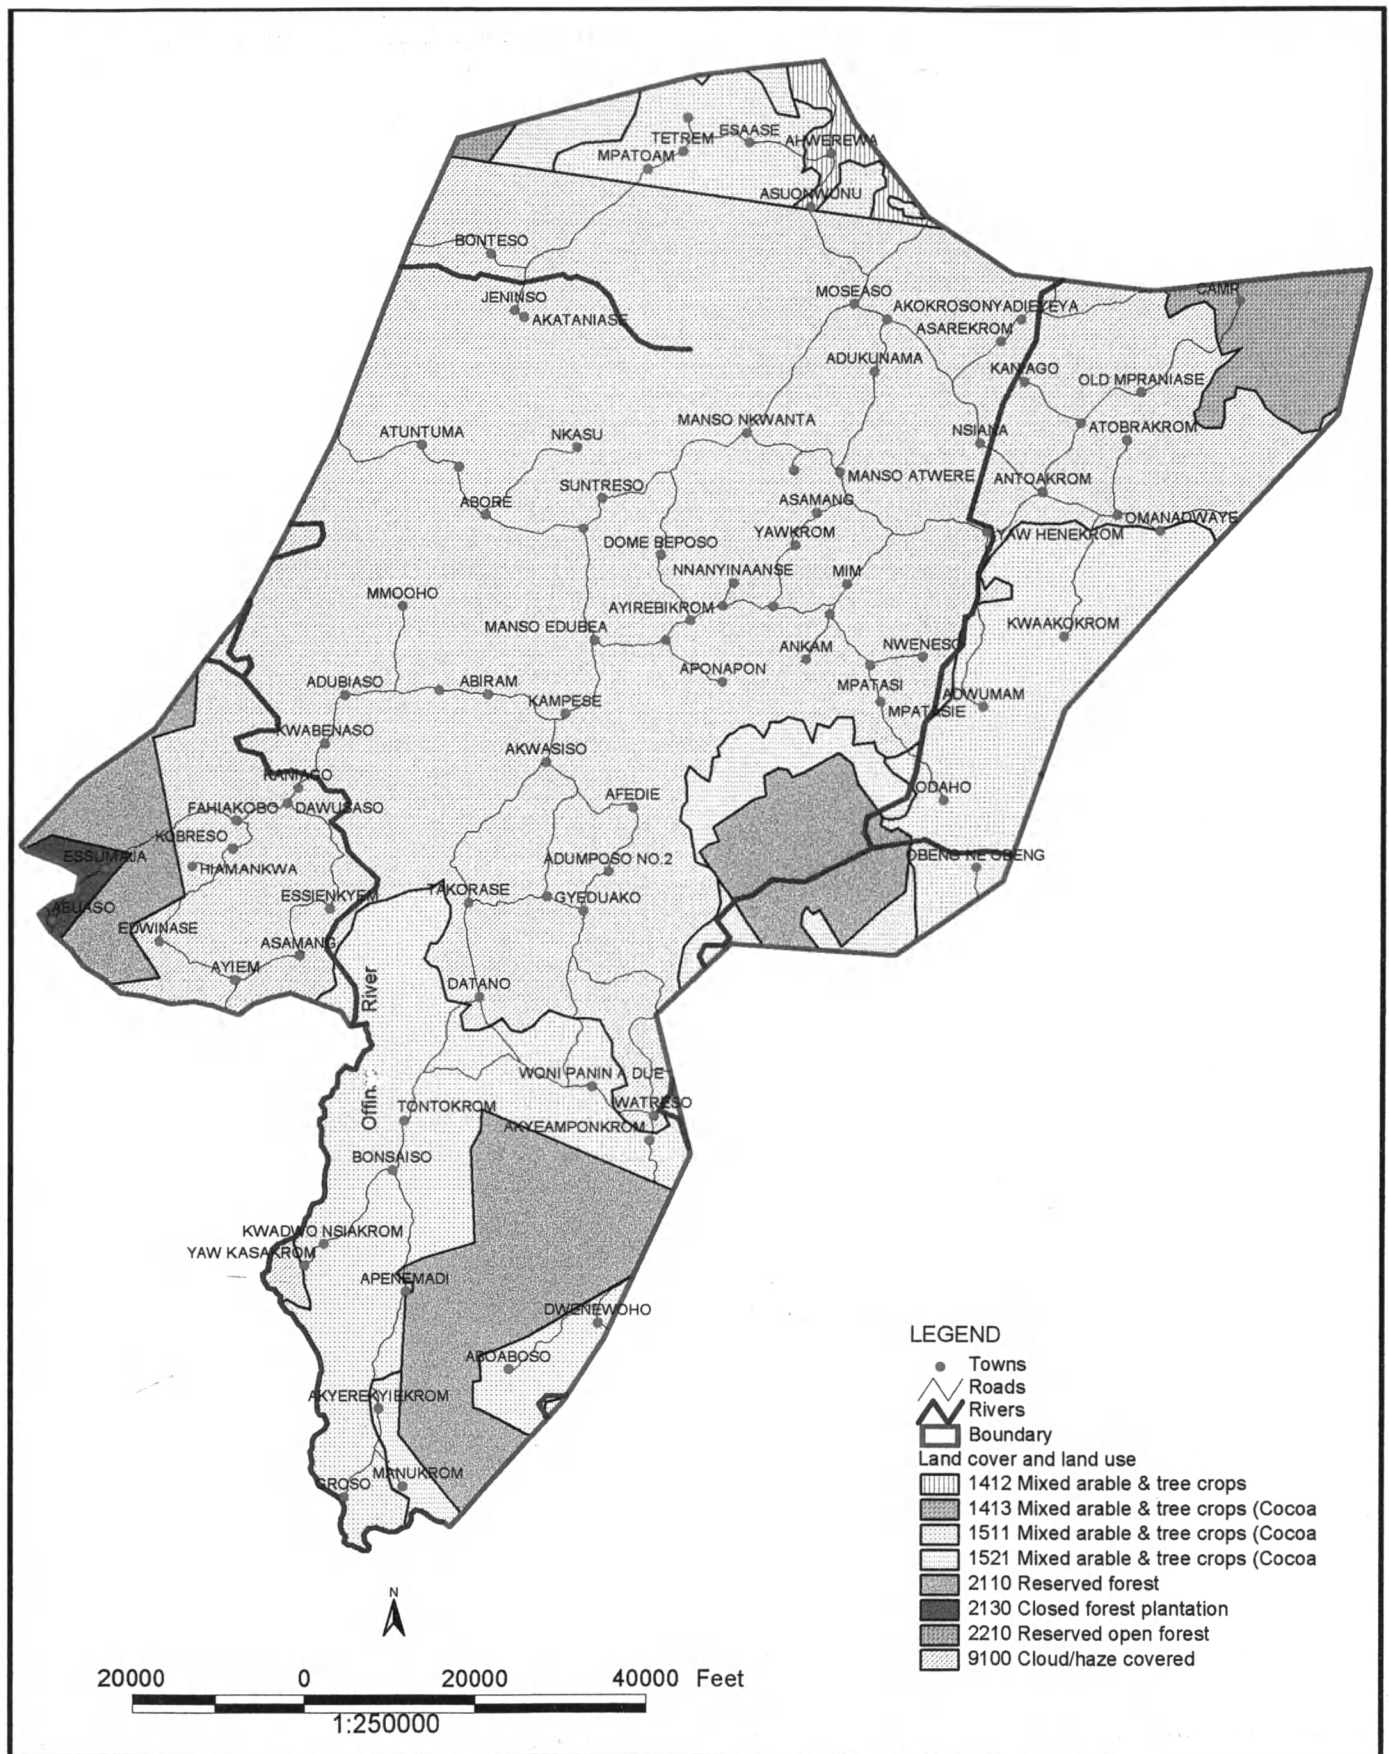 TETREM
ESAASE
AHWEREWA
MPATOAM
ASUONWUNU
BONTESO
CAMP
JENINSO
MOSEASO
AKATANIASE
AKOKROSONYADIEYEYA
ASAREKROM
ADUKUNAMA
KANIAGO
OLD MPRANIASE
MANSO NKWANTA
ATUNTUMA
NKASU
NSIANA
ATOBRAKROM
SUNTRESO
MANSO ATWERE
ANTOAKROM
ABORE
ASAMANG
OMANADWAYE
DOME BEPOSO
YAWKROM
YAW HENEKROM
NNANYINAANSE
MIM
MMOOHO
AYIREBIKROM
MANSO EDUBEA
KWAAKOKROM
ANKAM
NWENESO
APONAPON
ADUBIASO
ABIRAM
MPATASI
ADWUMAM
KAMPESE
MPATASIE
KWABENASO
AKWASISO
KANIAGO
ODAHO
FAHIAKOBO
DAWUSASO
AFEDIE
KOBRESO
ESSUMAJA
HIAMANKWA
ADUMPOSO NO.2
OBENG NE OBENG
ESSIENKYEM
TAKORASE
GYEDUAKO
ABUASO
EDWINASE
ASAMANG
AYIEM
DATANO
Offin River
WONI PANIN A DUE
WATRESO
TONTOKROM
AKYEAMPONKROM
BONSAISO
KWADWO NSIAKROM
YAW KASAKROM
APENEMADI
DWENEWOHO
ABOABOSO
AKYEREKYIEKROM
MANUKROM
GROSO
LEGEND
Towns
Roads
Rivers
Boundary
Land cover and land use
1412 Mixed arable & tree crops
1413 Mixed arable & tree crops (Cocoa
1511 Mixed arable & tree crops (Cocoa
1521 Mixed arable & tree crops (Cocoa
2110 Reserved forest
2130 Closed forest plantation
2210 Reserved open forest
9100 Cloud/haze covered
N
20000 0 20000 40000 Feet
1:250000